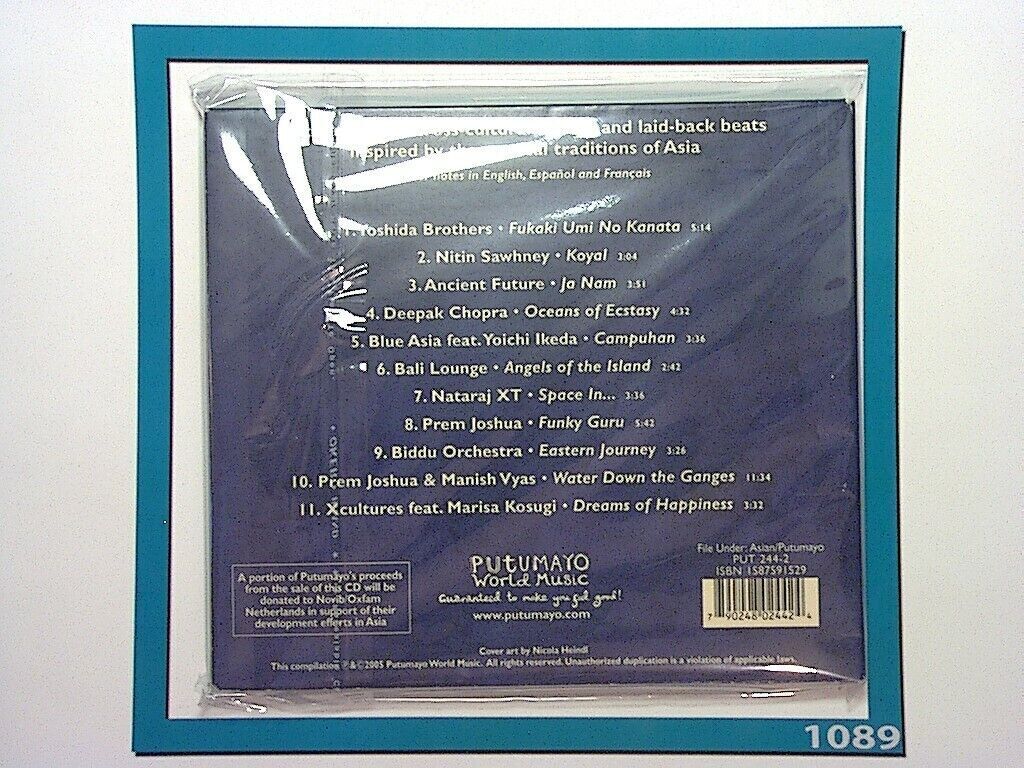 and laid-back beats
inspired by traditions of Asia
notes in English, Español and Français
1. Yoshida Brothers • Fukaki Umi No Kanata 5:14
2. Nitin Sawhney • Koyal 3:04
3. Ancient Future • Ja Nam 3:51
4. Deepak Chopra • Oceans of Ecstasy 4:32
5. Blue Asia feat. Yoichi Ikeda • Campuhan 3:36
6. Bali Lounge • Angels of the Island 2:42
7. Nataraj XT • Space In... 3:36
8. Prem Joshua • Funky Guru 5:42
9. Biddu Orchestra • Eastern Journey 3:26
10. Prem Joshua & Manish Vyas • Water Down the Ganges 11:34
11. Xcultures feat. Marisa Kosugi • Dreams of Happiness 3:32
A portion of Putumayo's proceeds
from the sale of this CD will be
donated to Novib/Oxfam
Netherlands in support of their
development efforts in Asia
PUTUMAYO
World Music
Guaranteed to make you feel good!
www.putumayo.com
File Under: Asian/Putumayo
PUT 244-2
ISBN 1587591529
7 90248 02442 4
Cover art by Nicola Heindl
This compilation ℗&©2005 Putumayo World Music. All rights reserved. Unauthorized duplication is a violation of applicable laws.
1089